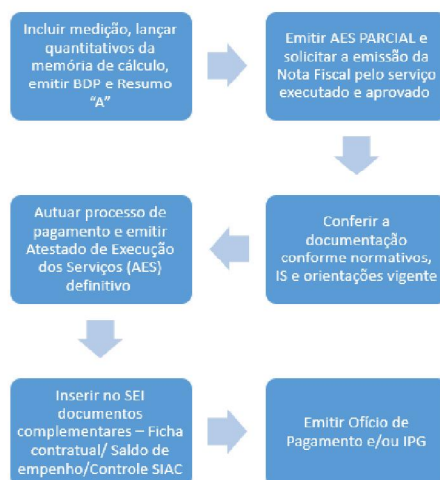 Incluir medição, lançar
quantitativos da
memória de cálculo,
emitir BDP e Resumo
“A”
Emitir AES PARCIAL e
solicitar a emissão da
Nota Fiscal pelo serviço
executado e aprovado
Conferir a
documentação
conforme normativos,
IS e orientações vigente
Autuar processo de
pagamento e emitir
Atestado de Execução
dos Serviços (AES)
definitivo
Inserir no SEI
documentos
complementares – Ficha
contratual/ Saldo de
empenho/Controle SIAC
Emitir Ofício de
Pagamento e/ou IPG